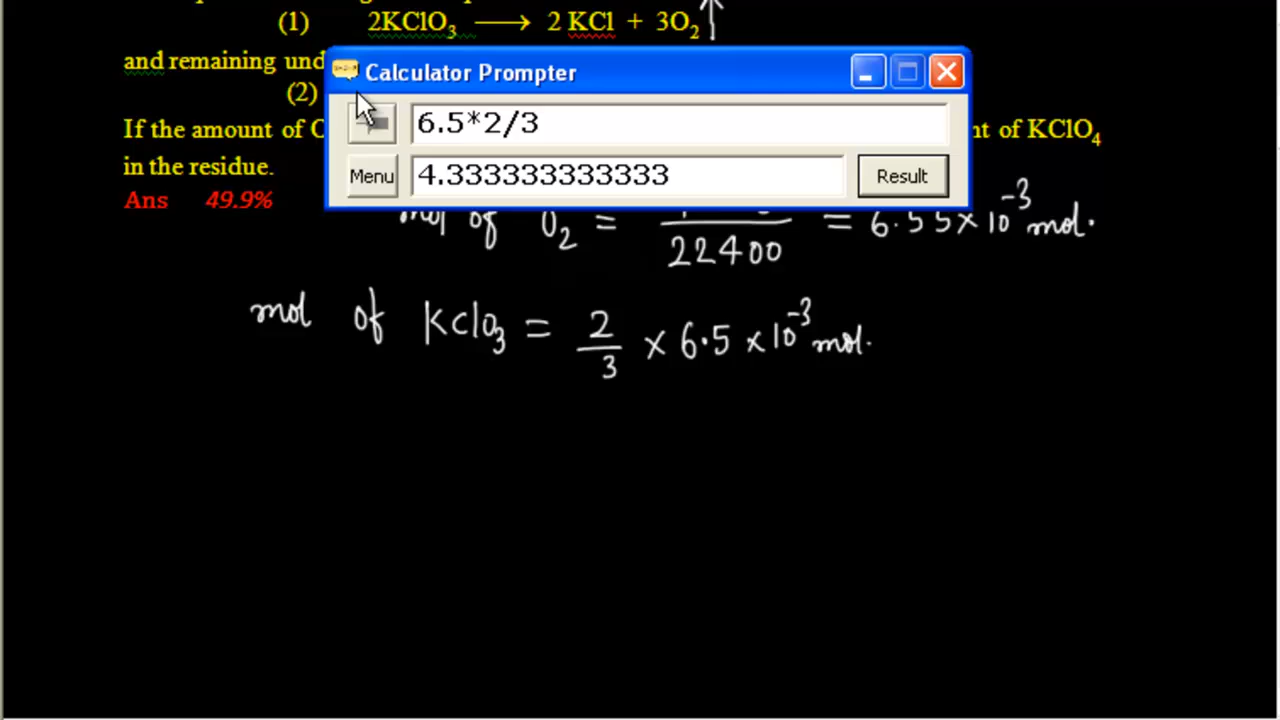 (1) 2KClO3 ⟶ 2 KCl + 3O2↑
and remaining und
Calculator Prompter
(2)
6.5*2/3
If the amount of
nt of KClO4
in the residue.
Menu 4.333333333333 Result
Ans 49.9%
mol of O2 = 22400 = 6.55×10⁻³ mol.
mol of KClO3 = 2/3 × 6.5 × 10⁻³ mol.